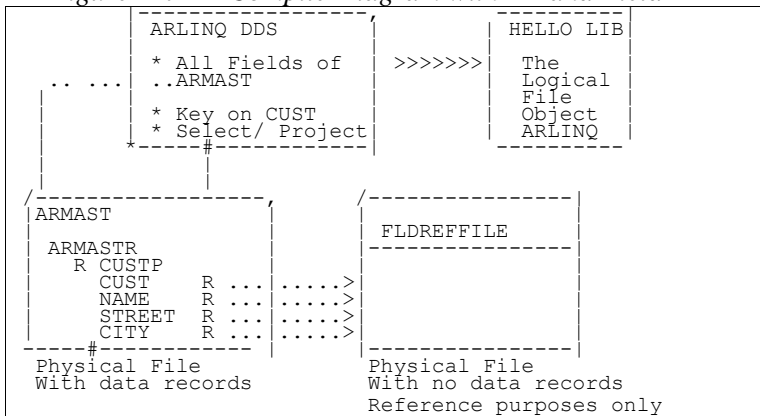 ARLINQ DDS HELLO LIB
* All Fields of >>>>>>> The
.. ... ..ARMAST Logical
File
* Key on CUST Object
* Select/ Project ARLINQ
ARMAST
FLDREFFILE
ARMASTR
R CUSTP
CUST R ... .....>
NAME R ... .....>
STREET R ... .....>
CITY R ... .....>
Physical File Physical File
With data records With no data records
Reference purposes only